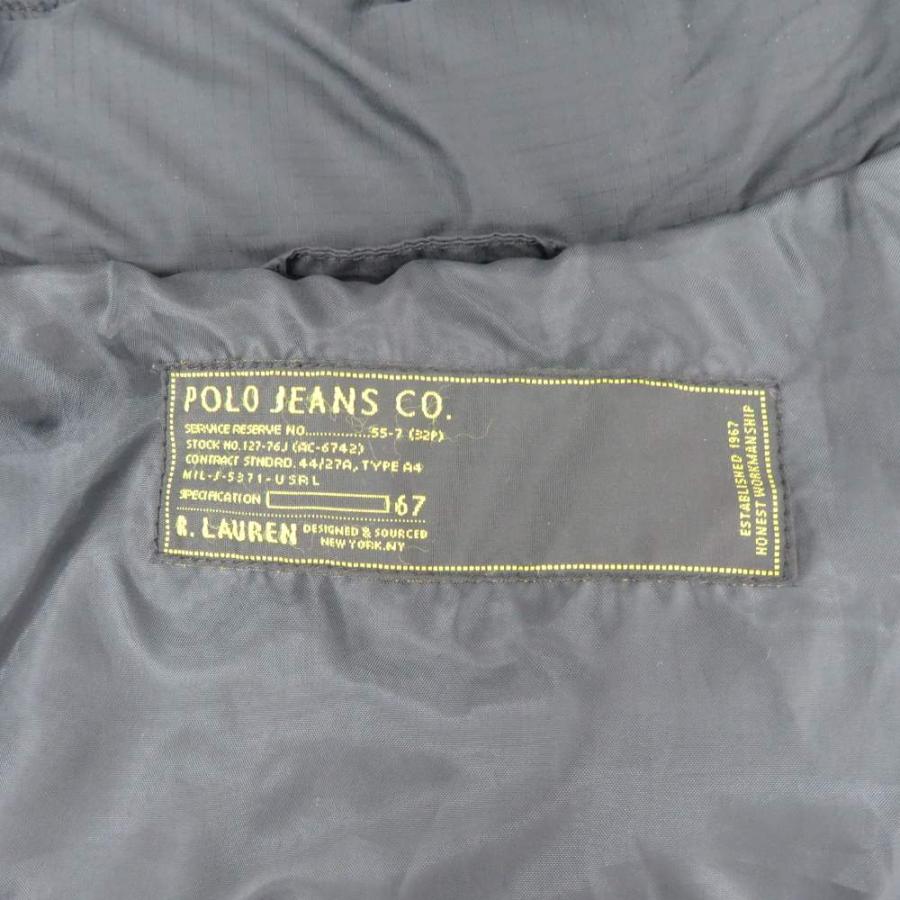 POLO JEANS CO.
SERVICE RESERVE NO..............55-7 (32P)
STOCK NO. 127-76J (AC-6742)
CONTRACT STNDRD. 44/27A, TYPE A4
MIL-J-5371-USRL
SPECIFICATION 67
R. LAUREN DESIGNED & SOURCED
NEW YORK.NY
ESTABLISHED 1967
HONEST WORKMANSHIP